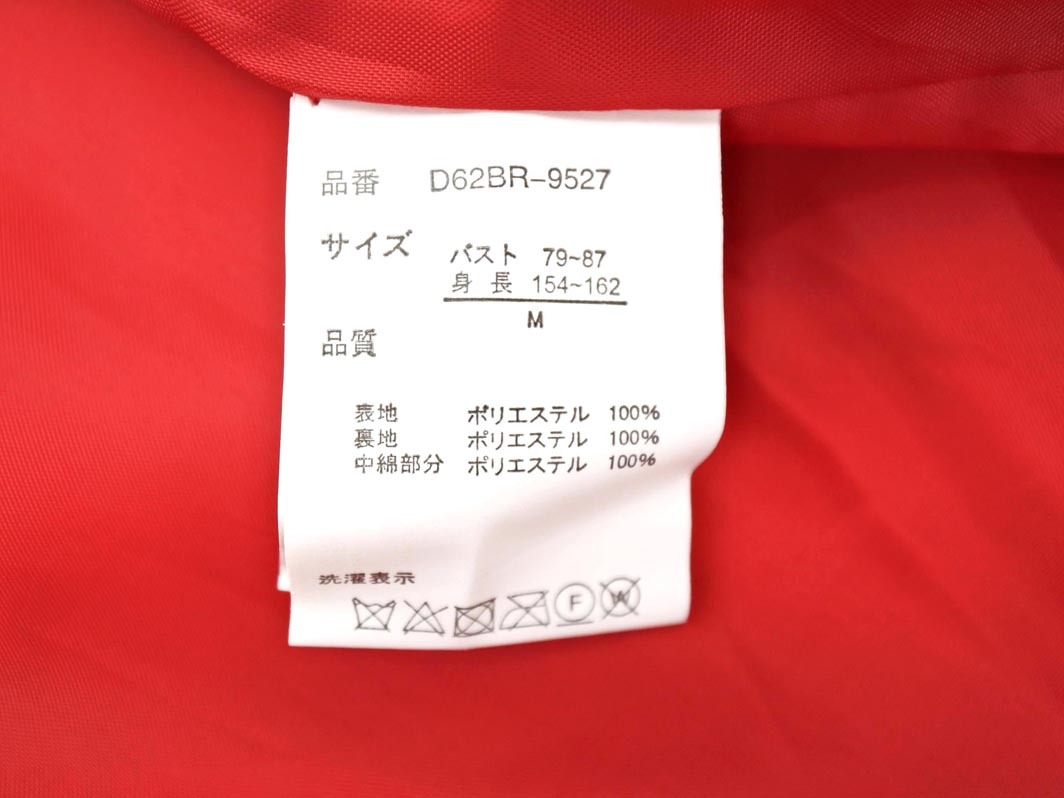 品番 D62BR-9527
サイズ バスト 79~87
身長 154~162
M
品質
表地 ポリエステル 100%
裏地 ポリエステル 100%
中綿部分 ポリエステル 100%
洗濯表示
F W